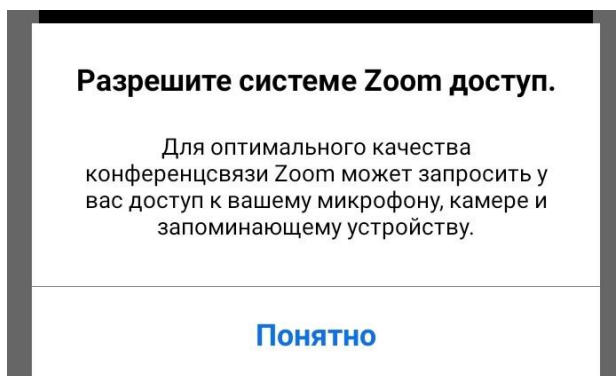 Разрешите системе Zoom доступ.
Для оптимального качества
конференцсвязи Zoom может запросить у
вас доступ к вашему микрофону, камере и
запоминающему устройству.
Понятно